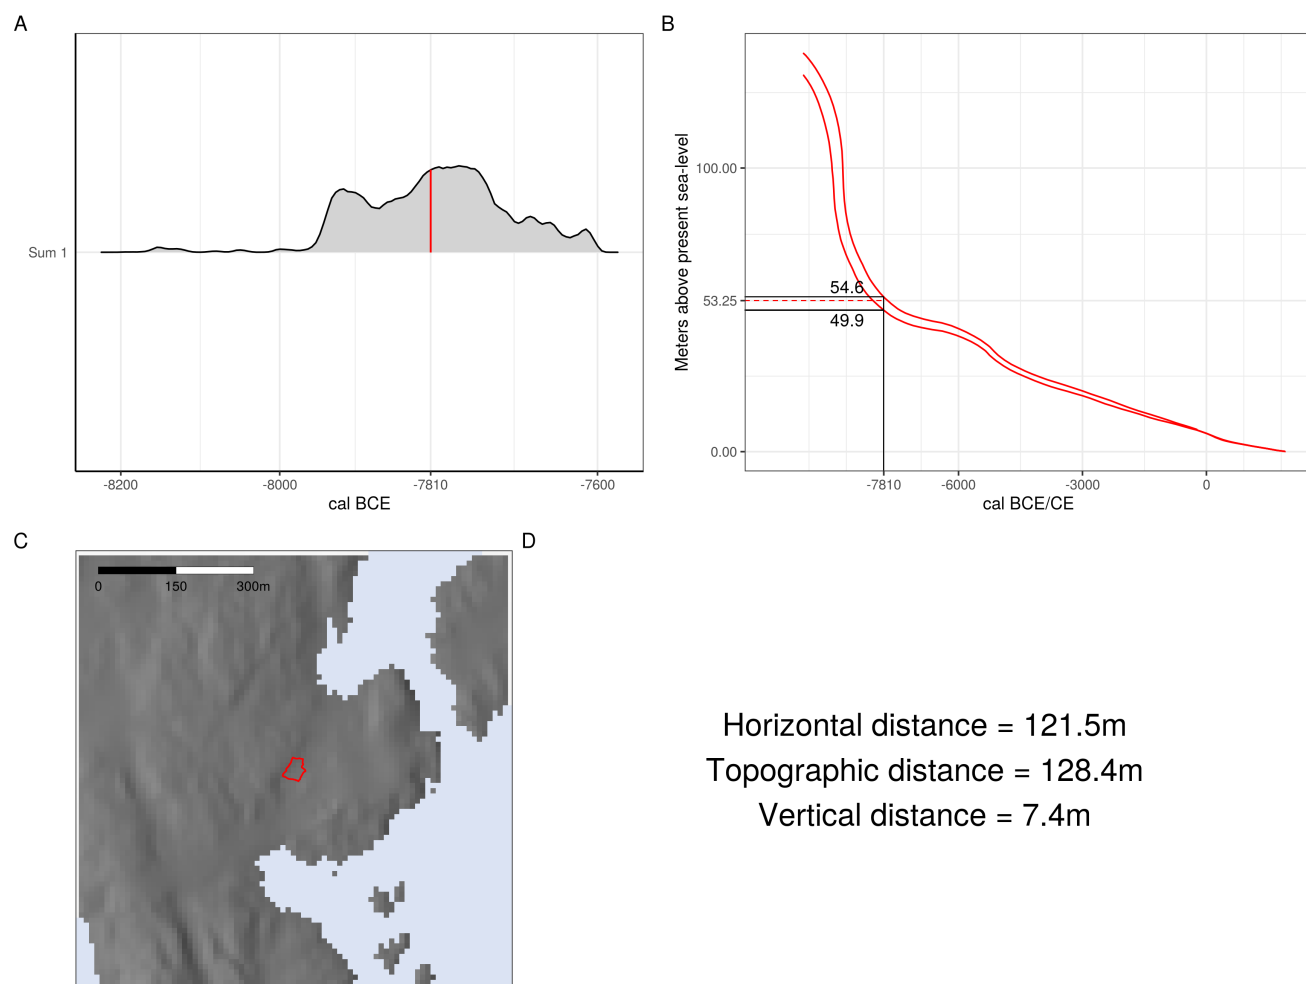 A
Sum 1
-8200 -8000 -7810 -7600
cal BCE
B
Meters above present sea-level
100.00
53.25
0.00
54.6
49.9
-7810 -6000 -3000 0
cal BCE/CE
C
0 150 300m
D
Horizontal distance = 121.5m
Topographic distance = 128.4m
Vertical distance = 7.4m